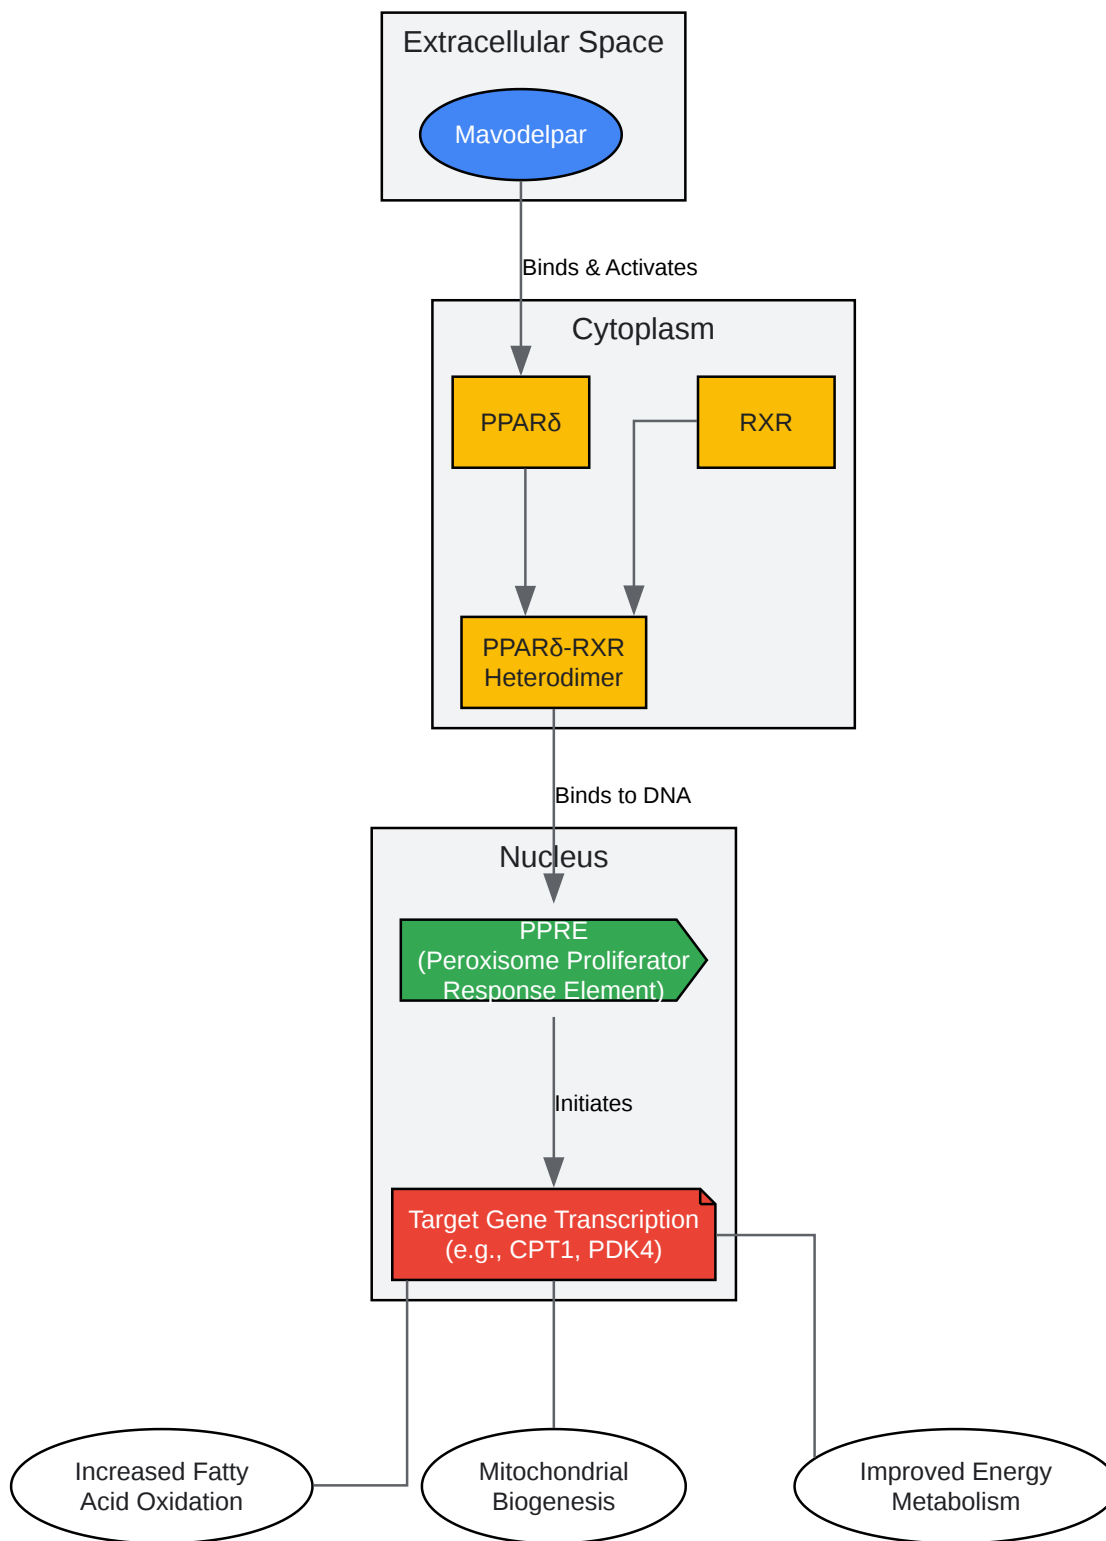 Extracellular Space
Mavodelpar
Binds & Activates
Cytoplasm
PPARδ
RXR
PPARδ-RXR
Heterodimer
Binds to DNA
Nucleus
PPRE
(Peroxisome Proliferator
Response Element)
Initiates
Target Gene Transcription
(e.g., CPT1, PDK4)
Increased Fatty
Acid Oxidation
Mitochondrial
Biogenesis
Improved Energy
Metabolism